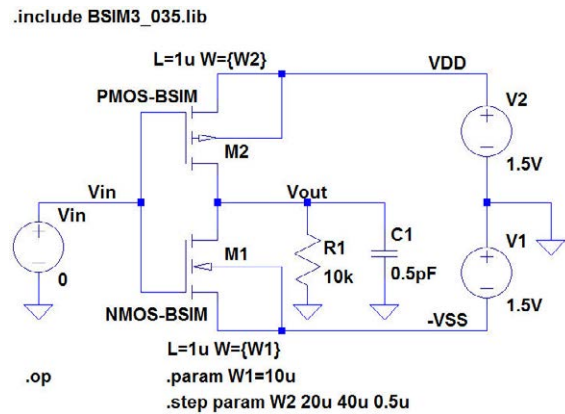 .include BSIM3_035.lib
L=1u W={W2}
VDD
PMOS-BSIM
V2
M2
1.5V
Vin
Vout
Vin
M1
R1
C1
V1
0
10k
0.5pF
1.5V
NMOS-BSIM
-VSS
L=1u W={W1}
.op
.param W1=10u
.step param W2 20u 40u 0.5u